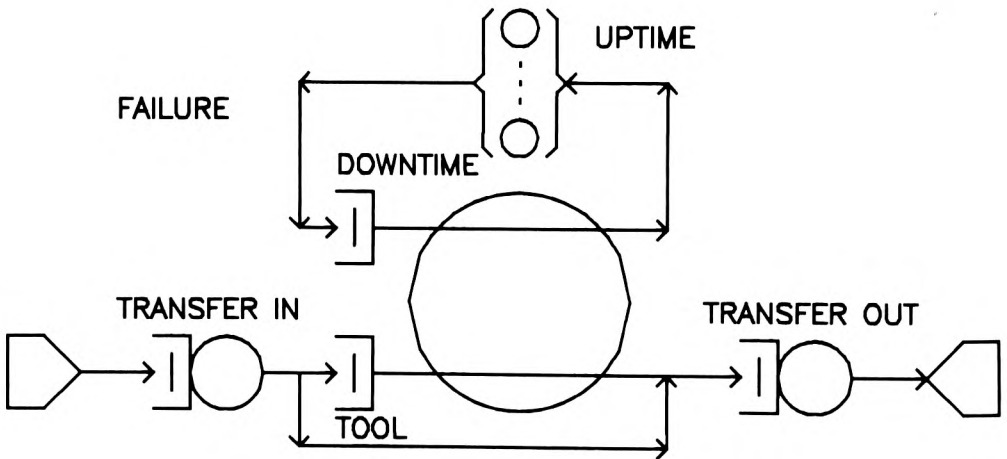 UPTIME
FAILURE
DOWNTIME
TRANSFER IN
TRANSFER OUT
TOOL